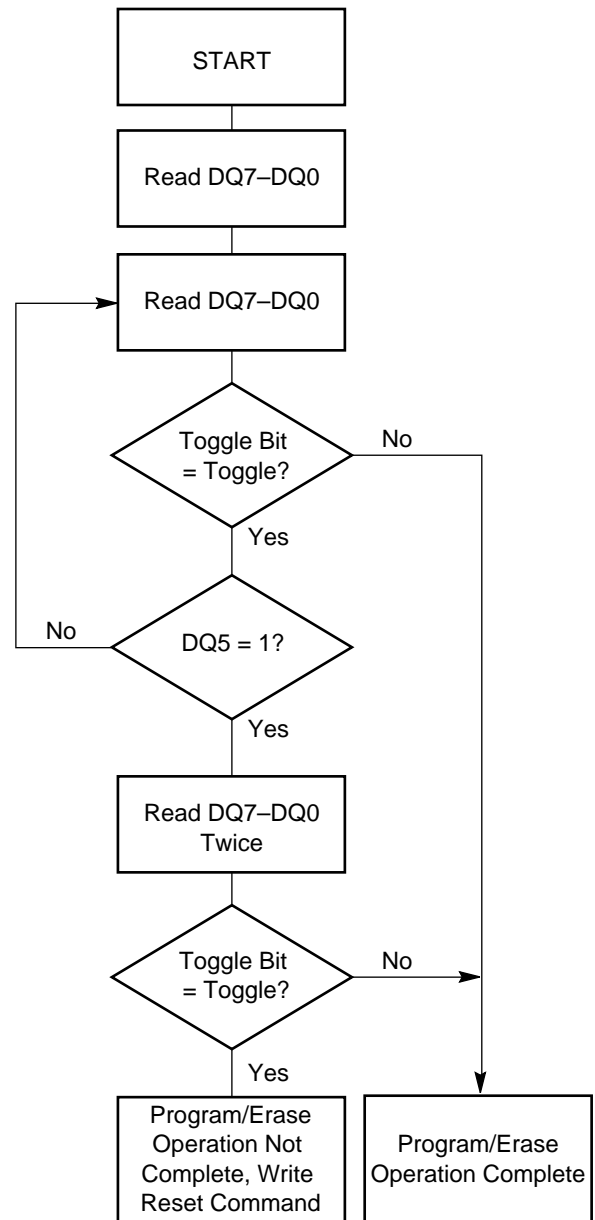 START
Read DQ7–DQ0
Read DQ7–DQ0
Toggle Bit
= Toggle?
No
Yes
DQ5 = 1?
No
Yes
Read DQ7–DQ0
Twice
Toggle Bit
= Toggle?
No
Yes
Program/Erase
Operation Not
Complete, Write
Reset Command
Program/Erase
Operation Complete